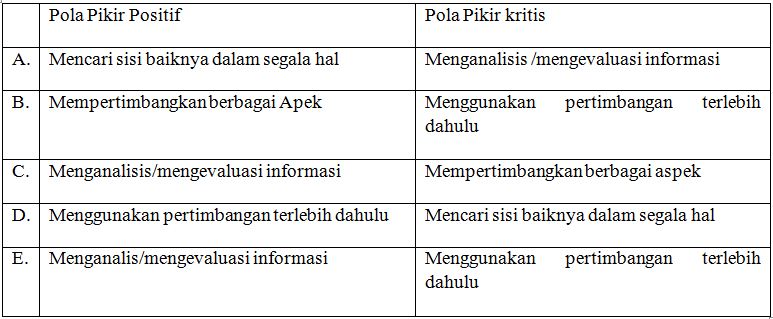 Pola Pikir Positif Pola Pikir kritis
A. Mencari sisi baiknya dalam segala hal Menganalisis /mengevaluasi informasi
B. Mempertimbangkan berbagai Apek Menggunakan pertimbangan terlebih
dahulu
C. Menganalisis/mengevaluasi informasi Mempertimbangkan berbagai aspek
D. Menggunakan pertimbangan terlebih dahulu Mencari sisi baiknya dalam segala hal
E. Menganalis/mengevaluasi informasi Menggunakan pertimbangan terlebih
dahulu